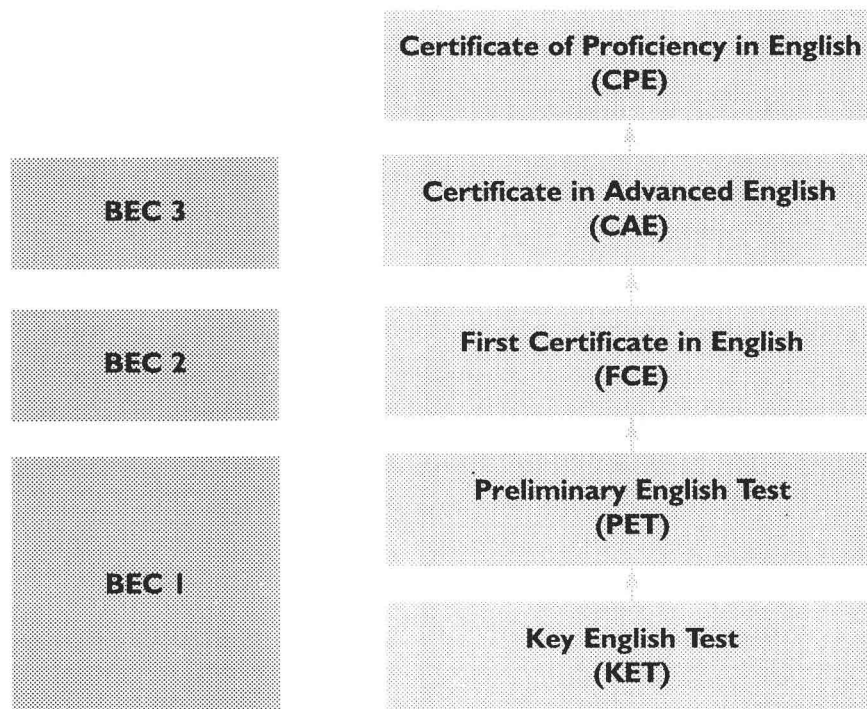 Certificate of Proficiency in English
(CPE)
BEC 3
Certificate in Advanced English
(CAE)
BEC 2
First Certificate in English
(FCE)
Preliminary English Test
(PET)
BEC 1
Key English Test
(KET)